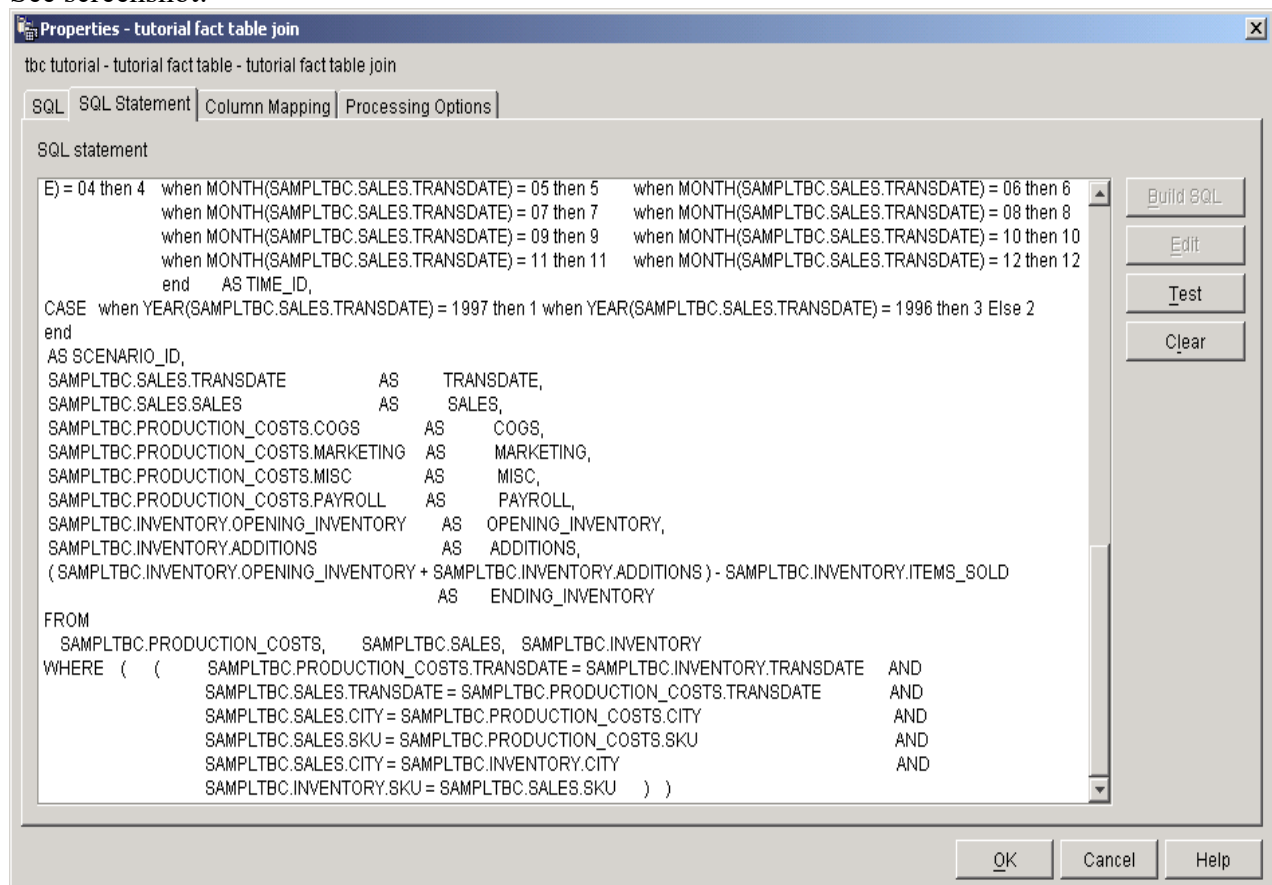 See screenshot:
Properties - tutorial fact table join
tbc tutorial - tutorial fact table - tutorial fact table join
SQL SQL Statement Column Mapping Processing Options
SQL statement
E) = 04 then 4 when MONTH(SAMPLTBC.SALES.TRANSDATE) = 05 then 5 when MONTH(SAMPLTBC.SALES.TRANSDATE) = 06 then 6
when MONTH(SAMPLTBC.SALES.TRANSDATE) = 07 then 7 when MONTH(SAMPLTBC.SALES.TRANSDATE) = 08 then 8
when MONTH(SAMPLTBC.SALES.TRANSDATE) = 09 then 9 when MONTH(SAMPLTBC.SALES.TRANSDATE) = 10 then 10
when MONTH(SAMPLTBC.SALES.TRANSDATE) = 11 then 11 when MONTH(SAMPLTBC.SALES.TRANSDATE) = 12 then 12
end AS TIME_ID,
CASE when YEAR(SAMPLTBC.SALES.TRANSDATE) = 1997 then 1 when YEAR(SAMPLTBC.SALES.TRANSDATE) = 1996 then 3 Else 2
end
AS SCENARIO_ID,
SAMPLTBC.SALES.TRANSDATE AS TRANSDATE,
SAMPLTBC.SALES.SALES AS SALES,
SAMPLTBC.PRODUCTION_COSTS.COGS AS COGS,
SAMPLTBC.PRODUCTION_COSTS.MARKETING AS MARKETING,
SAMPLTBC.PRODUCTION_COSTS.MISC AS MISC,
SAMPLTBC.PRODUCTION_COSTS.PAYROLL AS PAYROLL,
SAMPLTBC.INVENTORY.OPENING_INVENTORY AS OPENING_INVENTORY,
SAMPLTBC.INVENTORY.ADDITIONS AS ADDITIONS,
( SAMPLTBC.INVENTORY.OPENING_INVENTORY + SAMPLTBC.INVENTORY.ADDITIONS ) - SAMPLTBC.INVENTORY.ITEMS_SOLD
AS ENDING_INVENTORY
FROM
SAMPLTBC.PRODUCTION_COSTS, SAMPLTBC.SALES, SAMPLTBC.INVENTORY
WHERE ( ( SAMPLTBC.PRODUCTION_COSTS.TRANSDATE = SAMPLTBC.INVENTORY.TRANSDATE AND
SAMPLTBC.SALES.TRANSDATE = SAMPLTBC.PRODUCTION_COSTS.TRANSDATE AND
SAMPLTBC.SALES.CITY = SAMPLTBC.PRODUCTION_COSTS.CITY AND
SAMPLTBC.SALES.SKU = SAMPLTBC.PRODUCTION_COSTS.SKU AND
SAMPLTBC.SALES.CITY = SAMPLTBC.INVENTORY.CITY AND
SAMPLTBC.INVENTORY.SKU = SAMPLTBC.SALES.SKU ) )
Build SQL
Edit
Test
Clear
OK Cancel Help